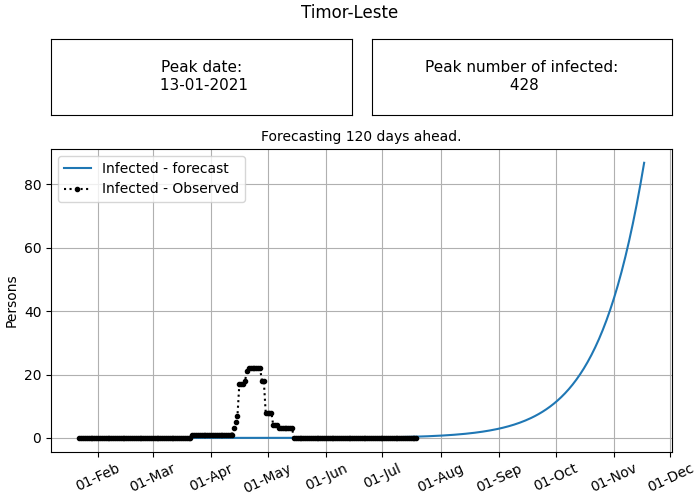 Timor-Leste
Peak date:
13-01-2021
Peak number of infected:
428
Forecasting 120 days ahead.
Infected - forecast
Infected - Observed
Persons
80
60
40
20
0
01-Feb
01-Mar
01-Apr
01-May
01-Jun
01-Jul
01-Aug
01-Sep
01-Oct
01-Nov
01-Dec